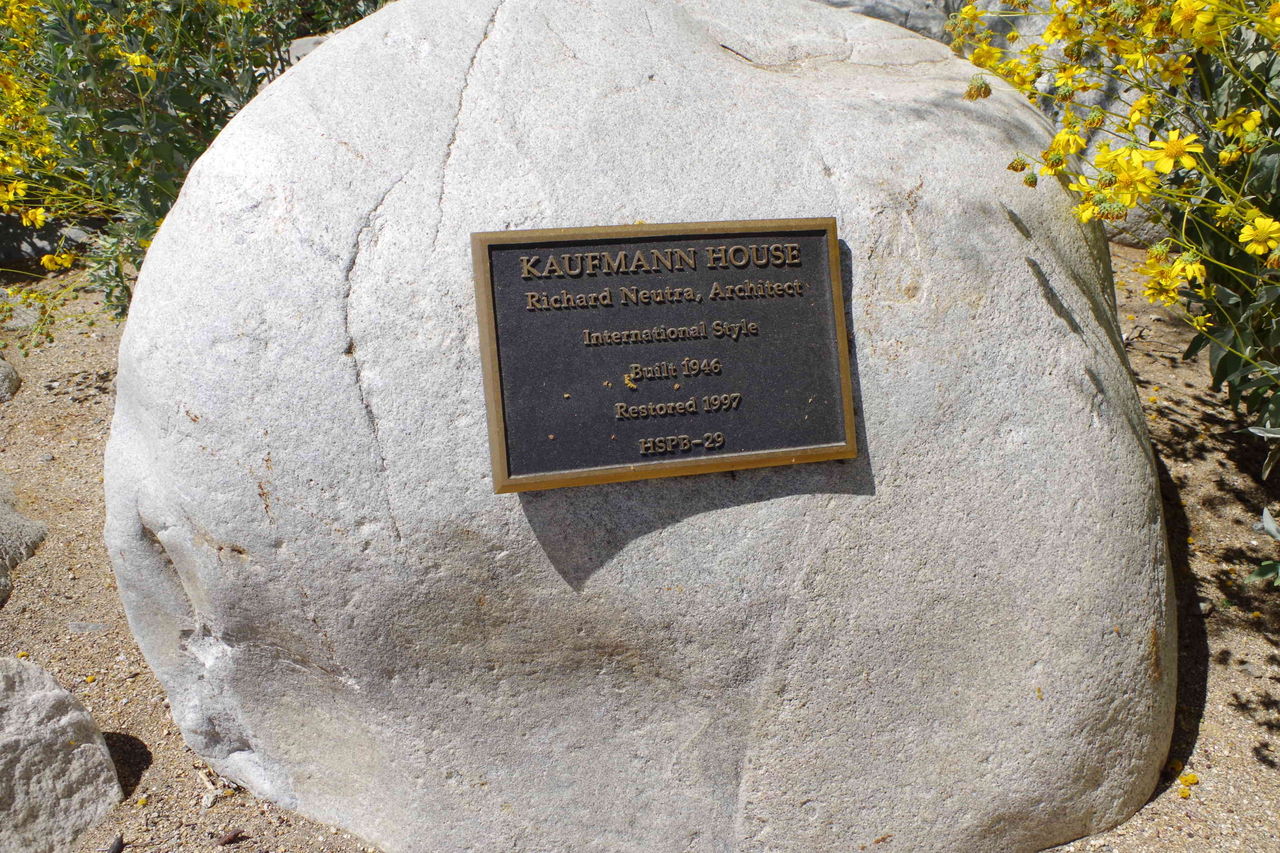 KAUFMANN HOUSE
Richard Neutra, Architect
International Style
Built 1946
Restored 1997
HSPB-29